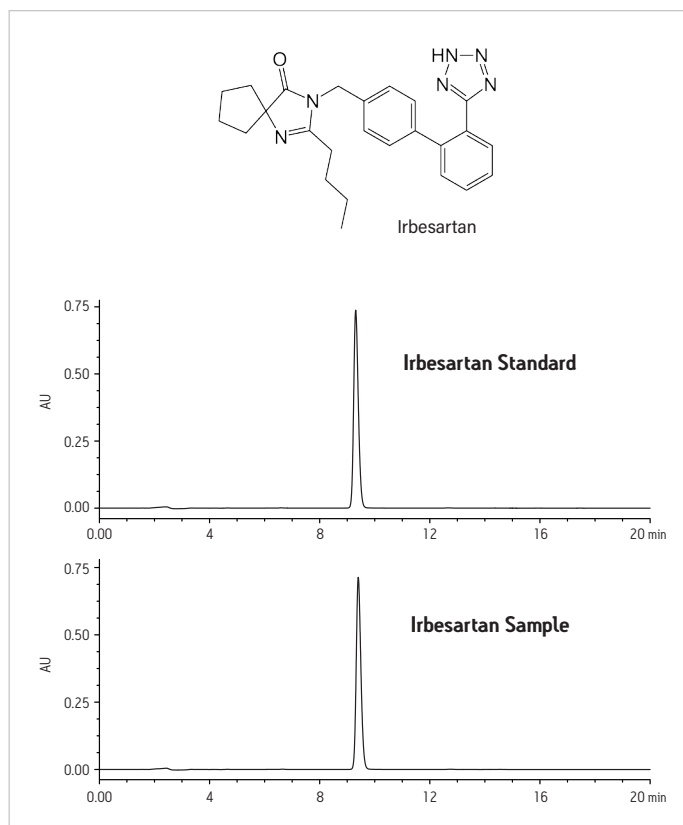 O
HN
N
N
N
N
N
Irbesartan
0.75
0.50
0.25
0.00
AU
Irbesartan Standard
0.00 4 8 12 16 20 min
0.75
0.50
0.25
0.00
AU
Irbesartan Sample
0.00 4 8 12 16 20 min